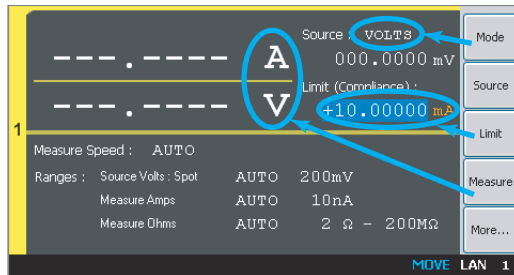 Source : VOLTS
---.---- A
000.0000 mV
Limit (Compliance) :
---.---- V
+10.00000 mA
1
Measure Speed : AUTO
Ranges : Source Volts : Spot AUTO 200mV
Measure Amps AUTO 10nA
Measure Ohms AUTO 2 Ω - 200MΩ
Mode
Source
Limit
Measure
More...
MOVE LAN 1